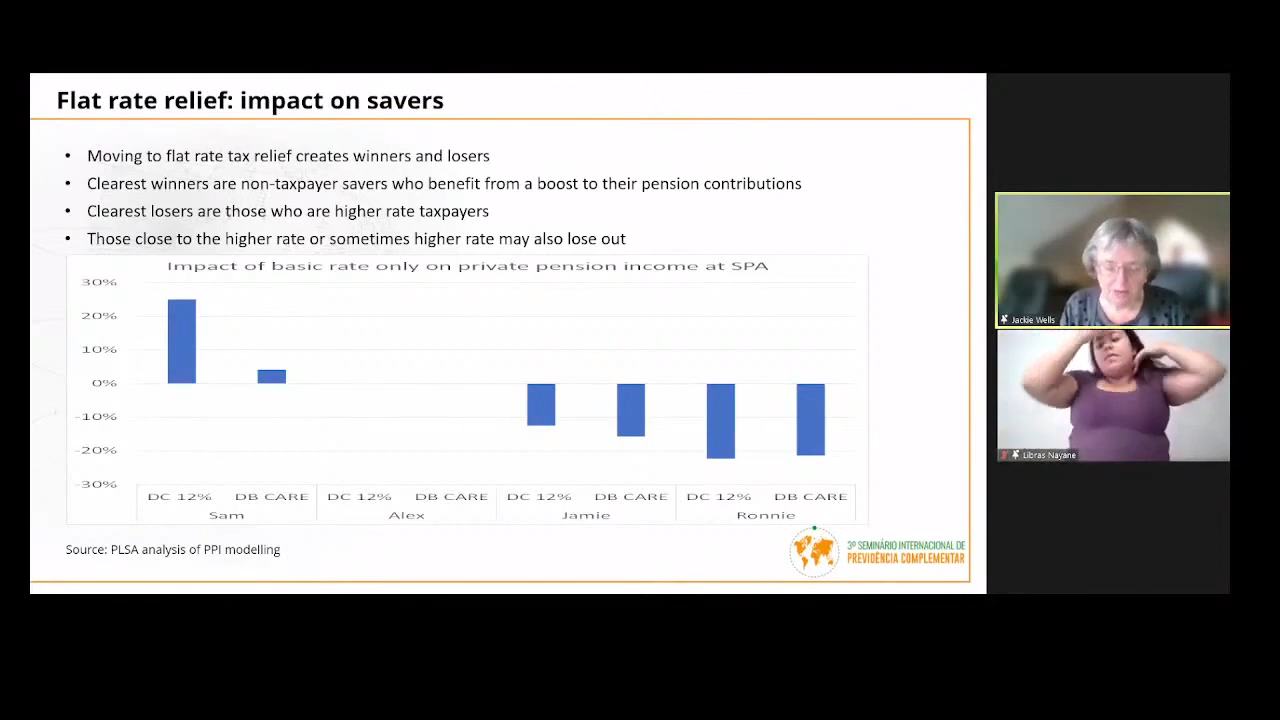 Flat rate relief: impact on savers
• Moving to flat rate tax relief creates winners and losers
• Clearest winners are non-taxpayer savers who benefit from a boost to their pension contributions
• Clearest losers are those who are higher rate taxpayers
• Those close to the higher rate or sometimes higher rate may also lose out
Impact of basic rate only on private pension income at SPA
30%
20%
10%
0%
-10%
-20%
-30%
DC 12% DB CARE DC 12% DB CARE DC 12% DB CARE DC 12% DB CARE
Sam Alex Jamie Ronnie
Source: PLSA analysis of PPI modelling
3º SEMINÁRIO INTERNACIONAL DE
PREVIDÊNCIA COMPLEMENTAR
Jackie Wells
Libras Nayane